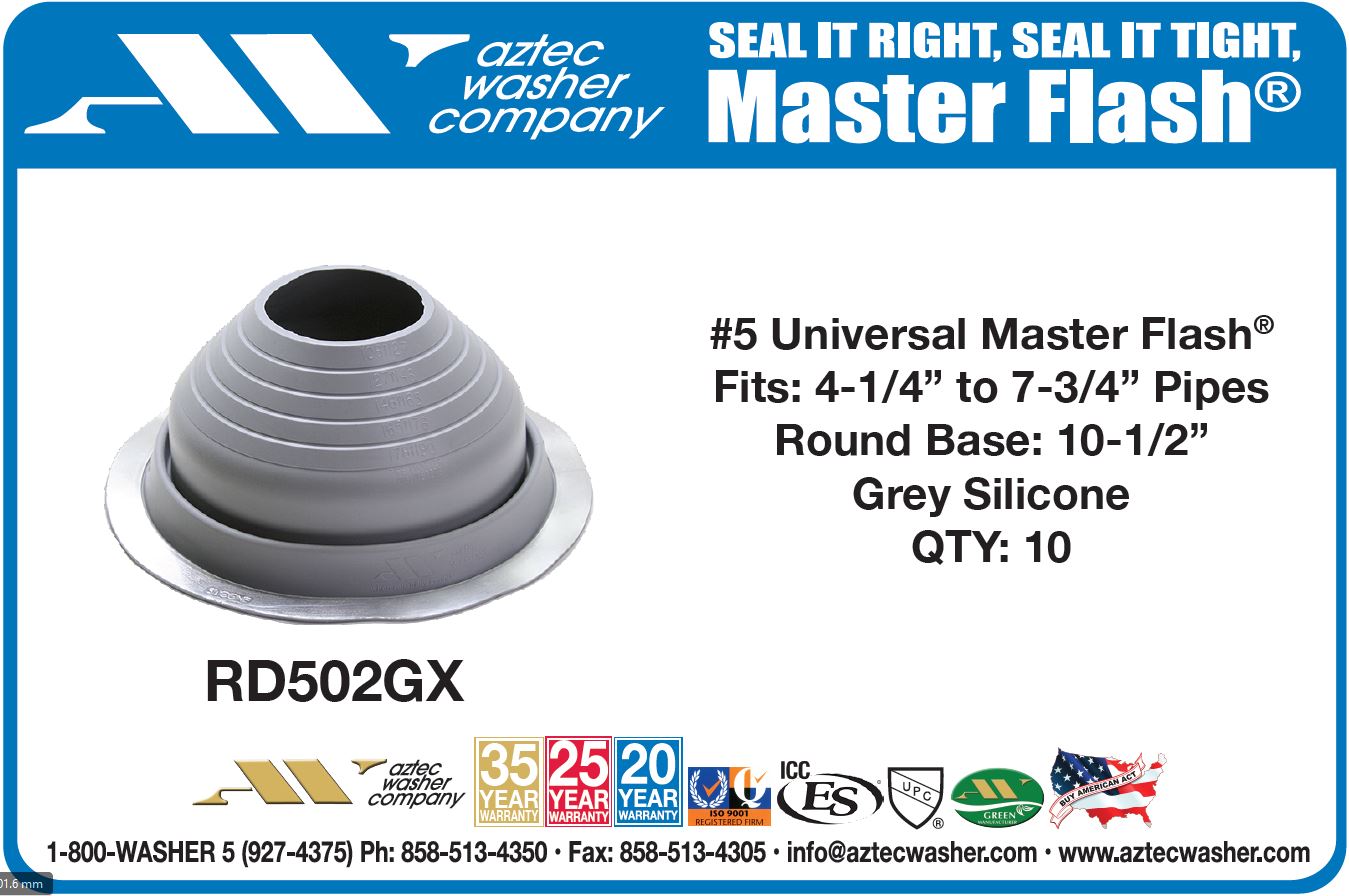 aztec
washer
company
SEAL IT RIGHT, SEAL IT TIGHT,
Master Flash®
#5 Universal Master Flash®
Fits: 4-1/4” to 7-3/4” Pipes
Round Base: 10-1/2”
Grey Silicone
QTY: 10
RD502GX
aztec
washer
company
35
YEAR
WARRANTY
25
YEAR
WARRANTY
20
YEAR
WARRANTY
Q
ISO 9001
REGISTERED FIRM
ICC
ES
®
UPC
®
GREEN
MANUFACTURER
BUY AMERICAN ACT
1-800-WASHER 5 (927-4375) Ph: 858-513-4350 • Fax: 858-513-4305 • info@aztecwasher.com • www.aztecwasher.com
01.6 mm